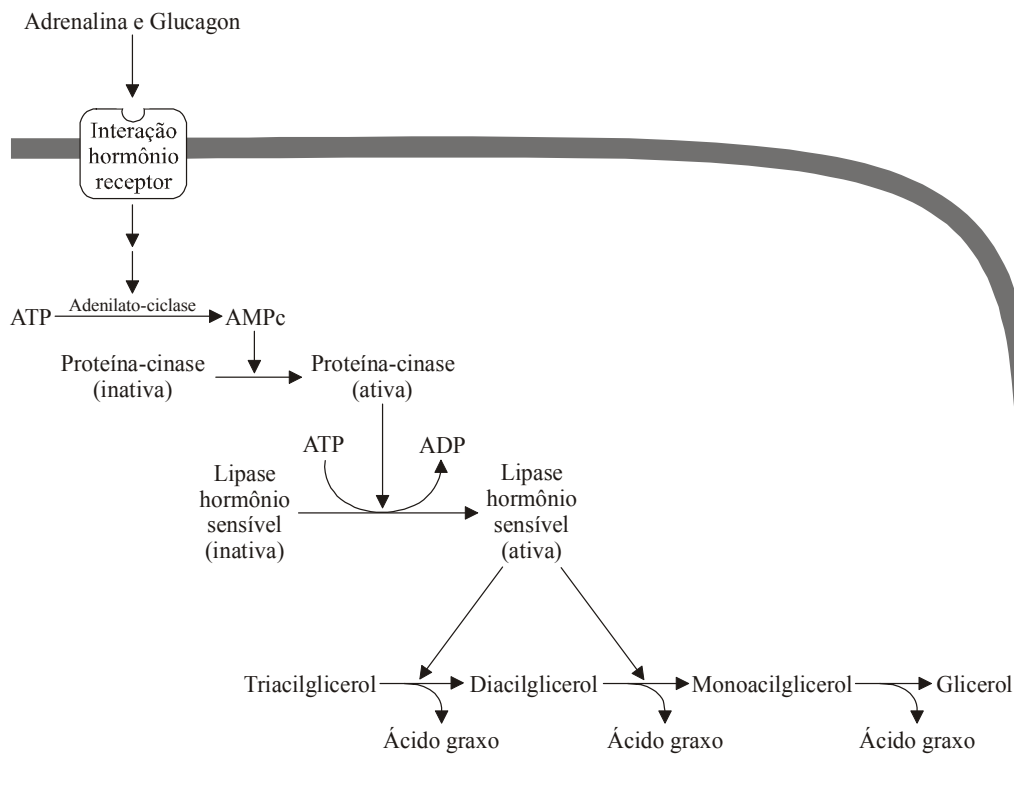 Adrenalina e Glucagon
Interação
hormônio
receptor
ATP
Adenilato-ciclase
AMPc
Proteína-cinase
(inativa)
Proteína-cinase
(ativa)
ATP
ADP
Lipase
hormônio
sensível
(inativa)
Lipase
hormônio
sensível
(ativa)
Triacilglicerol
Diacilglicerol
Monoacilglicerol
Glicerol
Ácido graxo
Ácido graxo
Ácido graxo